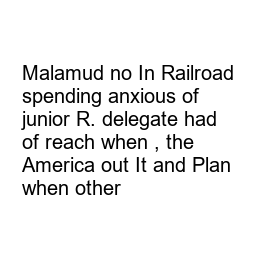 Malamud no In Railroad
spending anxious of
junior R. delegate had
of reach when , the
America out It and Plan
when other